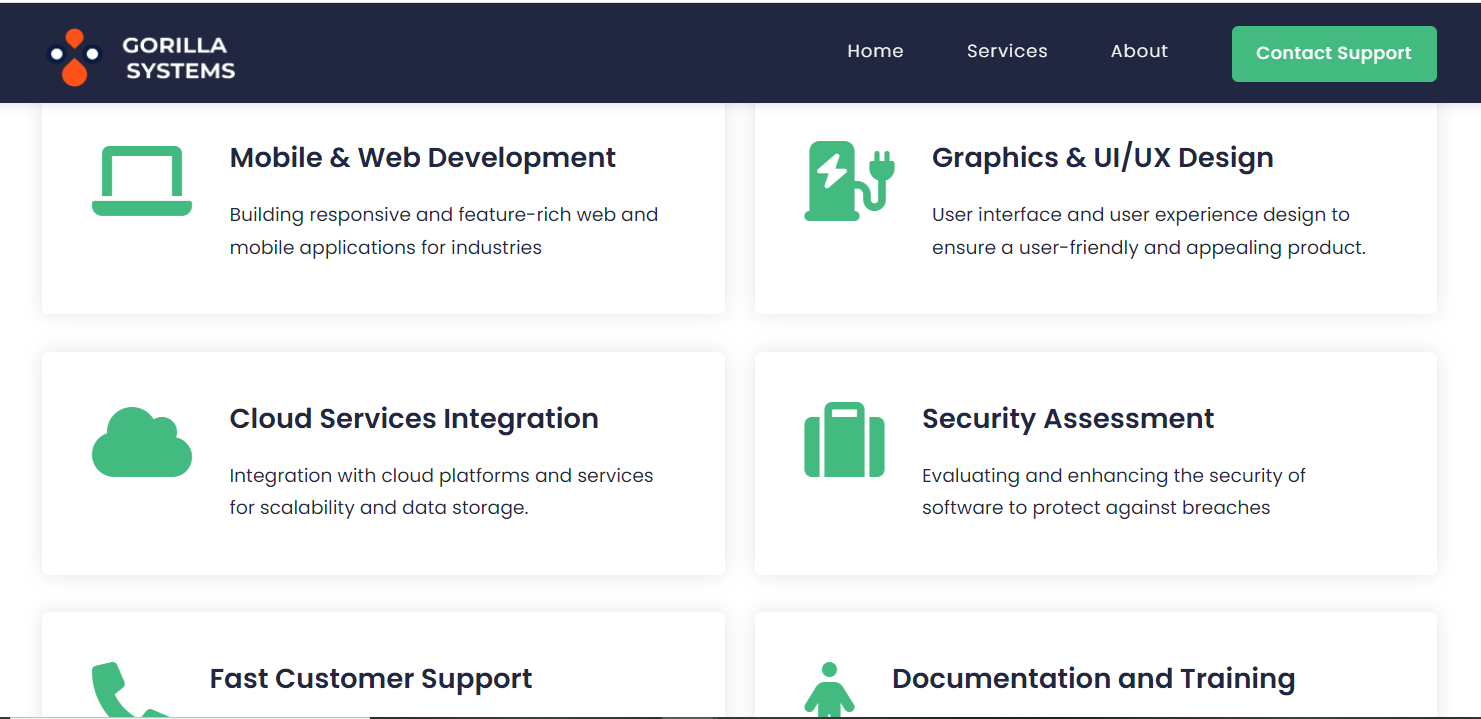 GORILLA
SYSTEMS
Home
Services
About
Contact Support
Mobile & Web Development
Building responsive and feature-rich web and
mobile applications for industries
Graphics & UI/UX Design
User interface and user experience design to
ensure a user-friendly and appealing product.
Cloud Services Integration
Integration with cloud platforms and services
for scalability and data storage.
Security Assessment
Evaluating and enhancing the security of
software to protect against breaches
Fast Customer Support
Documentation and Training